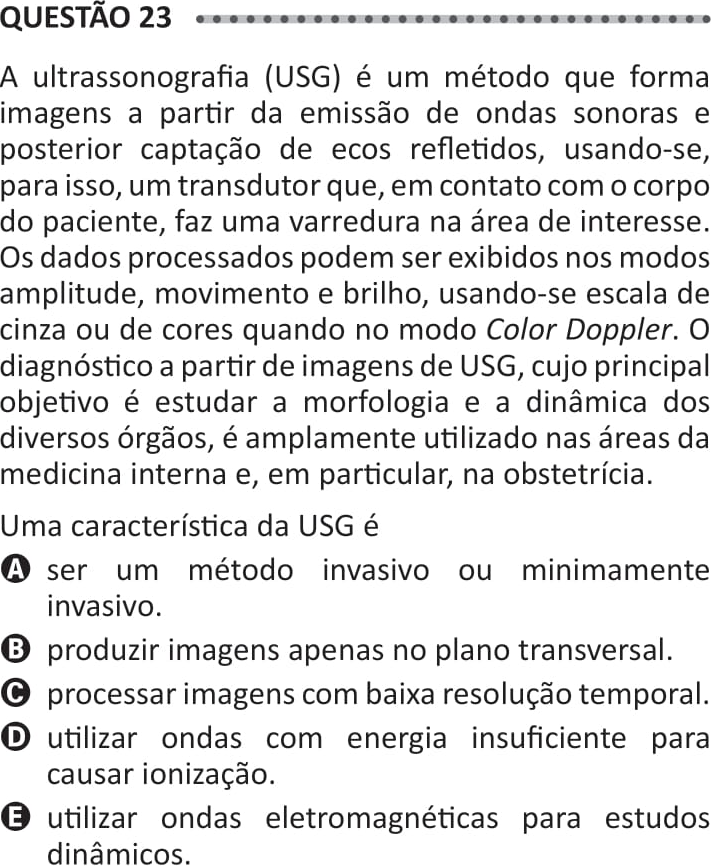 QUESTÃO 23
A ultrassonografia (USG) é um método que forma
imagens a partir da emissão de ondas sonoras e
posterior captação de ecos refletidos, usando-se,
para isso, um transdutor que, em contato com o corpo
do paciente, faz uma varredura na área de interesse.
Os dados processados podem ser exibidos nos modos
amplitude, movimento e brilho, usando-se escala de
cinza ou de cores quando no modo Color Doppler. O
diagnóstico a partir de imagens de USG, cujo principal
objetivo é estudar a morfologia e a dinâmica dos
diversos órgãos, é amplamente utilizado nas áreas da
medicina interna e, em particular, na obstetrícia.
Uma característica da USG é
A ser um método invasivo ou minimamente
invasivo.
B produzir imagens apenas no plano transversal.
C processar imagens com baixa resolução temporal.
D utilizar ondas com energia insuficiente para
causar ionização.
E utilizar ondas eletromagnéticas para estudos
dinâmicos.